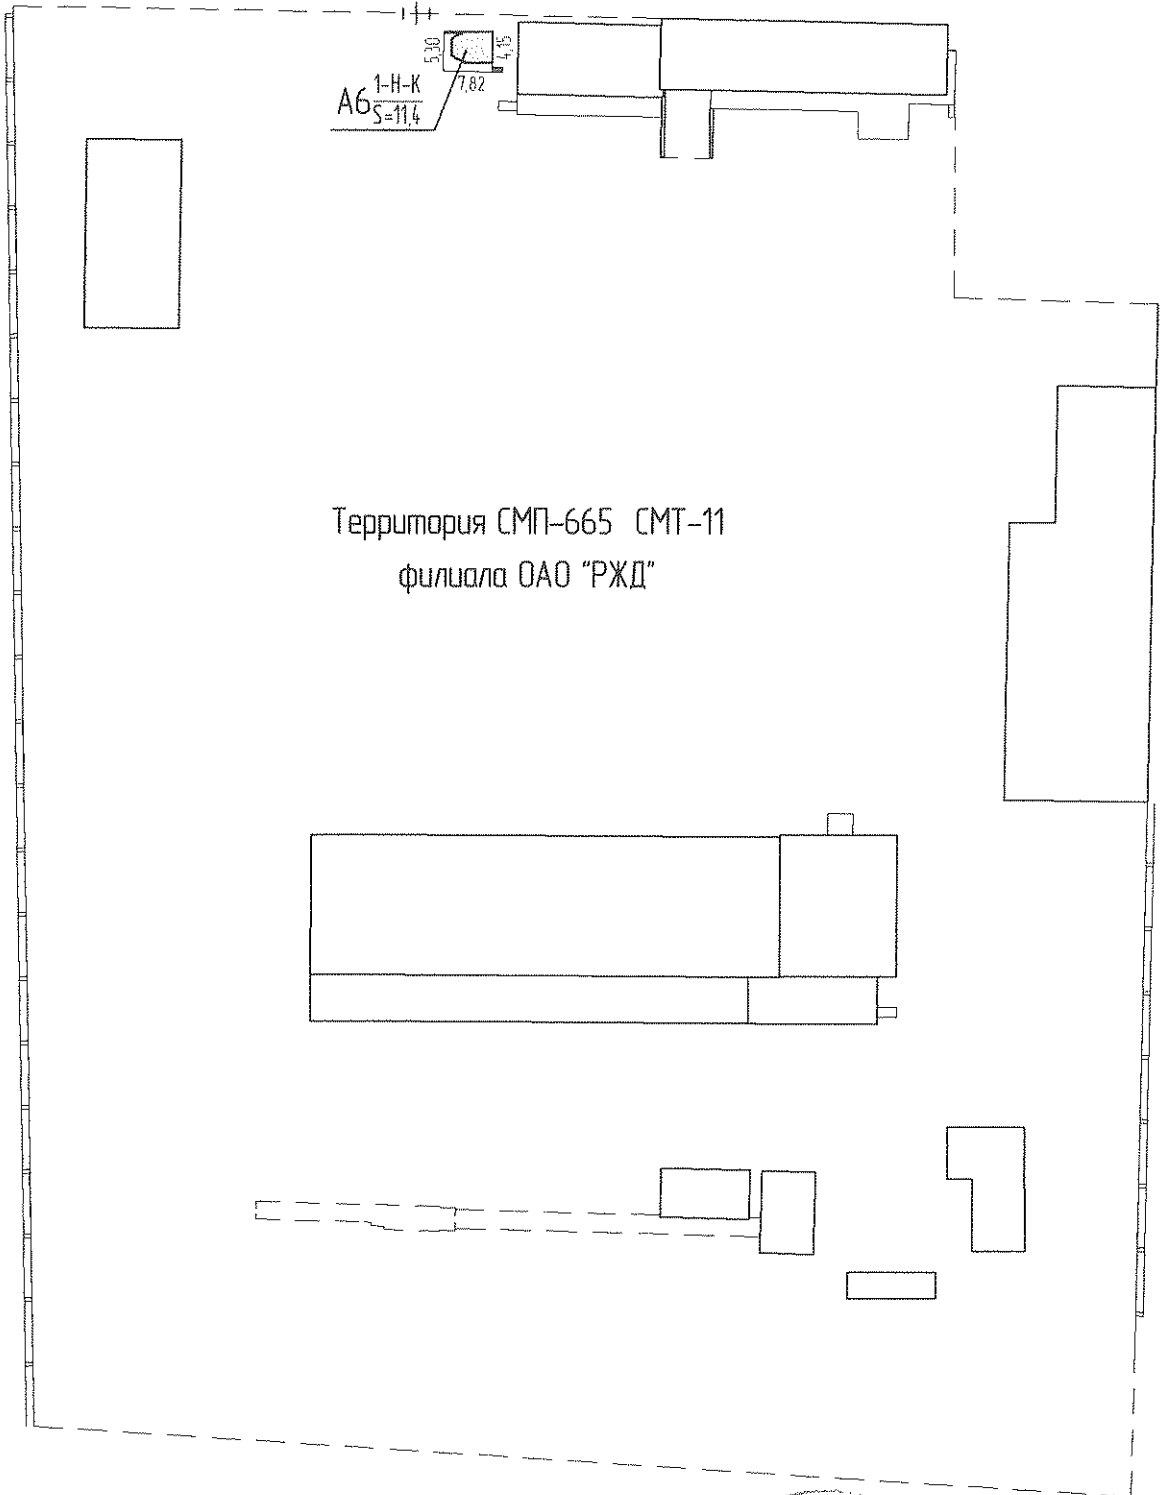 5,30
4,15
7,82
А6 1-Н-К
S=11,4
Территория СМП-665 СМТ-11
филиала ОАО "РЖД"